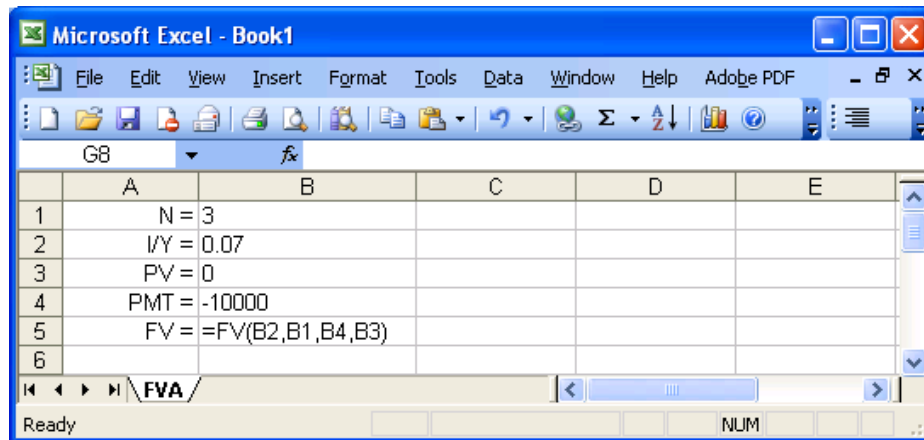 Microsoft Excel - Book1
File Edit View Insert Format Tools Data Window Help Adobe PDF
G8 fx
A B C D E
1 N = 3
2 I/Y = 0.07
3 PV = 0
4 PMT = -10000
5 FV = =FV(B2,B1,B4,B3)
6
FVA
Ready NUM